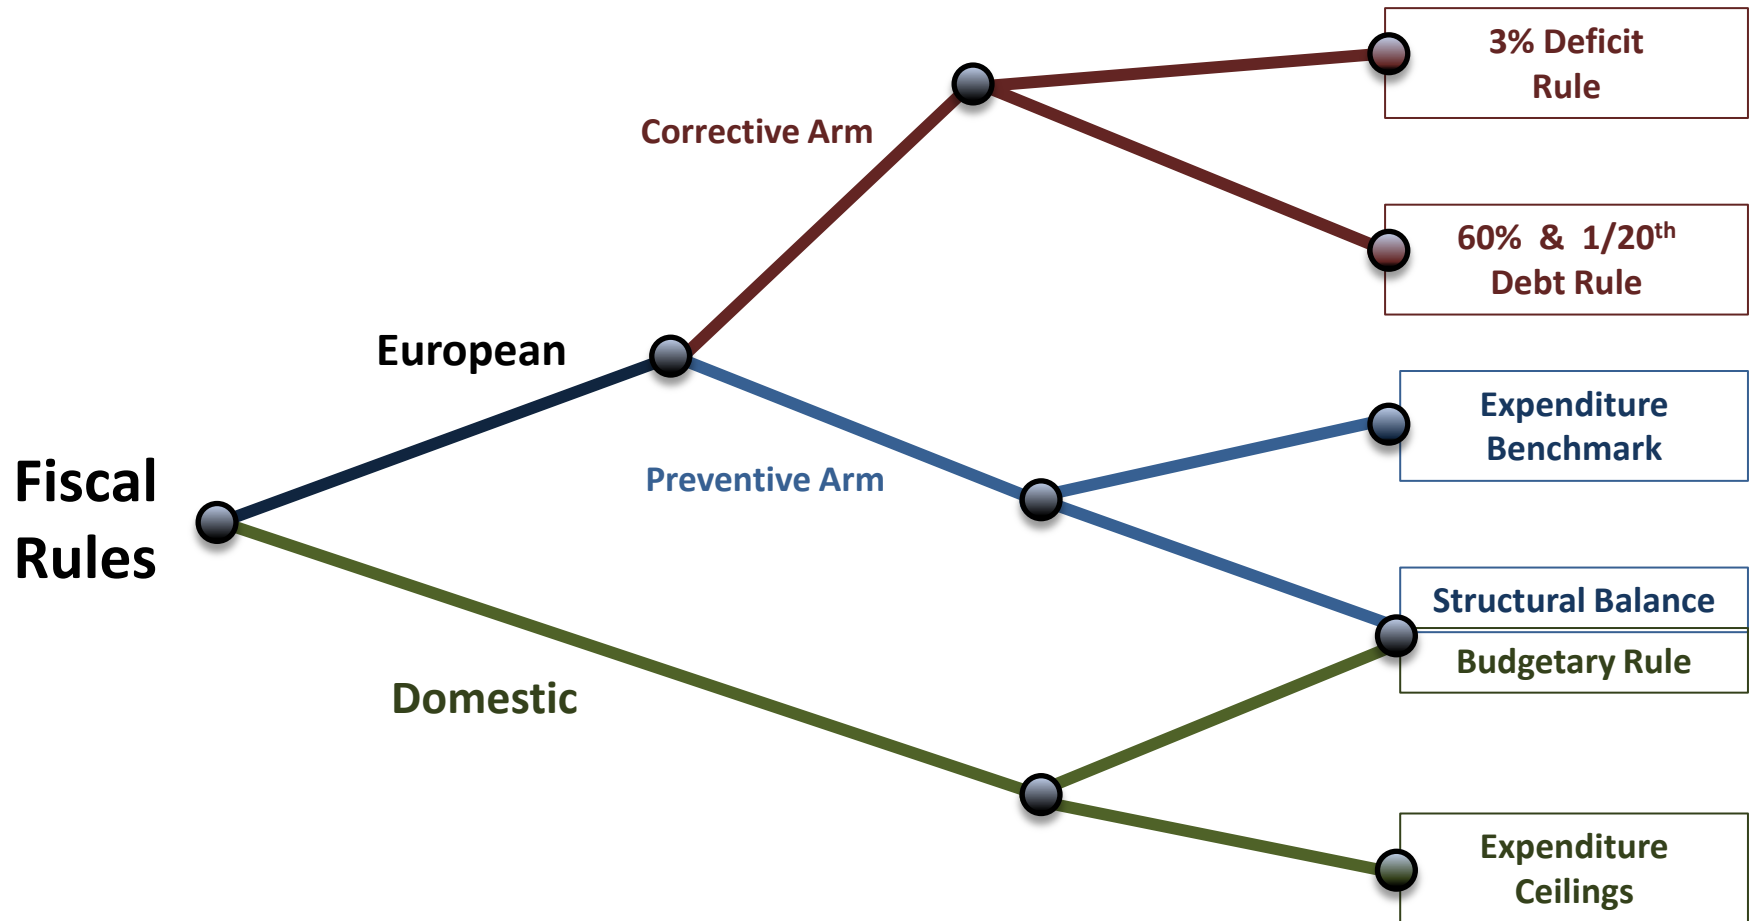 3% Deficit
Rule
Corrective Arm
60% & 1/20th
Debt Rule
European
Expenditure
Benchmark
Preventive Arm
Fiscal
Rules
Structural Balance
Budgetary Rule
Domestic
Expenditure
Ceilings